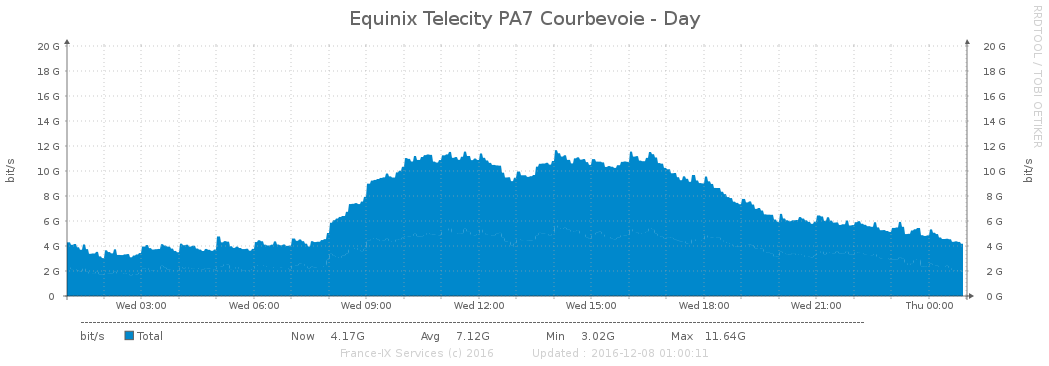 Equinix Telecity PA7 Courbevoie - Day
RRDTOOL / TOBI OETIKER
bit/s
bit/s
20 G 20 G
18 G 18 G
16 G 16 G
14 G 14 G
12 G 12 G
10 G 10 G
8 G 8 G
6 G 6 G
4 G 4 G
2 G 2 G
0 0 G
Wed 03:00 Wed 06:00 Wed 09:00 Wed 12:00 Wed 15:00 Wed 18:00 Wed 21:00 Thu 00:00
bit/s Total Now 4.17G Avg 7.12G Min 3.02G Max 11.64G
France-IX Services (c) 2016 Updated : 2016-12-08 01:00:11